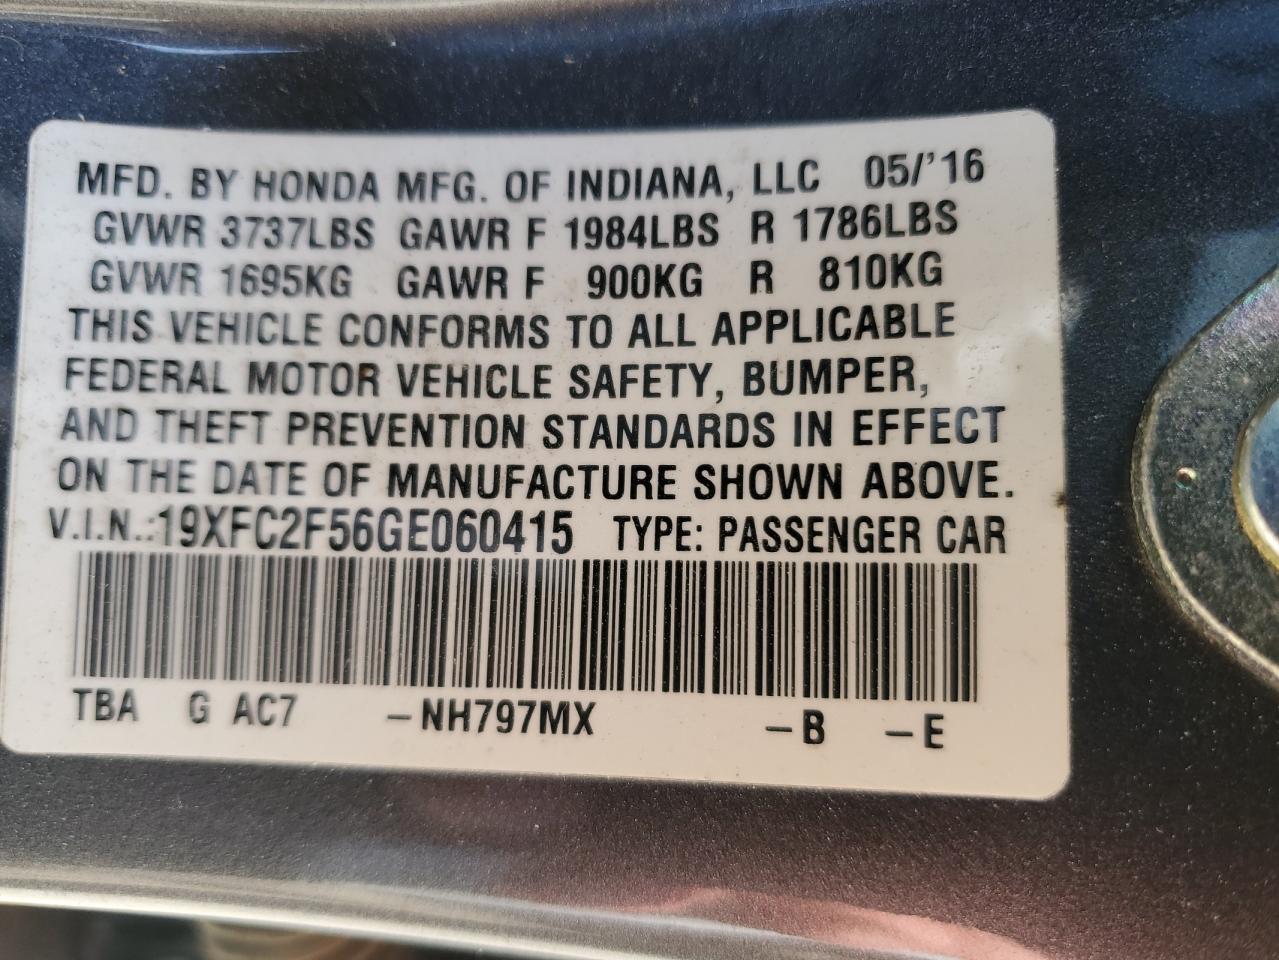 MFD. BY HONDA MFG. OF INDIANA, LLC 05/'16
GVWR 3737LBS GAWR F 1984LBS R 1786LBS
GVWR 1695KG GAWR F 900KG R 810KG
THIS VEHICLE CONFORMS TO ALL APPLICABLE
FEDERAL MOTOR VEHICLE SAFETY, BUMPER,
AND THEFT PREVENTION STANDARDS IN EFFECT
ON THE DATE OF MANUFACTURE SHOWN ABOVE.
V.I.N.:19XFC2F56GE060415 TYPE: PASSENGER CAR
TBA G AC7 –NH797MX –B –E